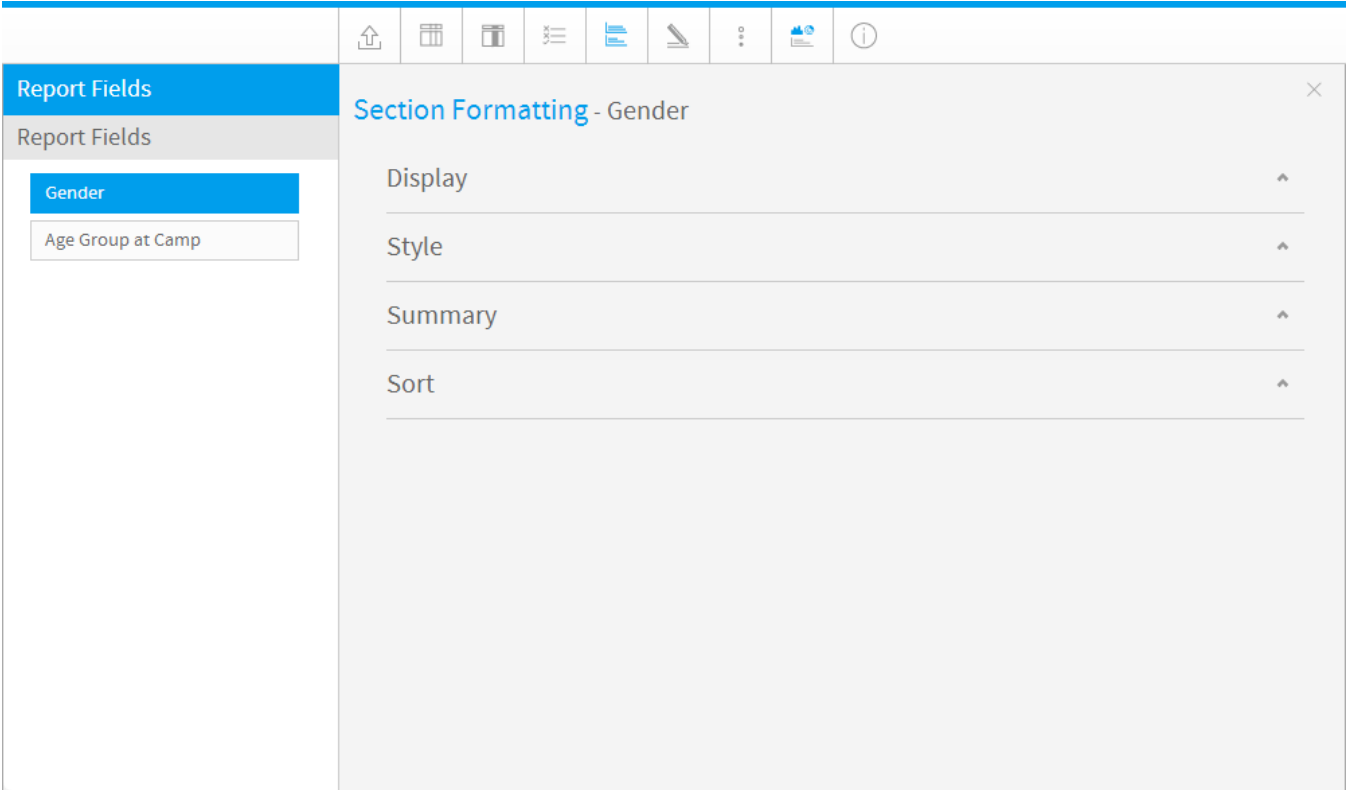 Report Fields
Report Fields
Gender
Age Group at Camp
Section Formatting - Gender
Display
Style
Summary
Sort